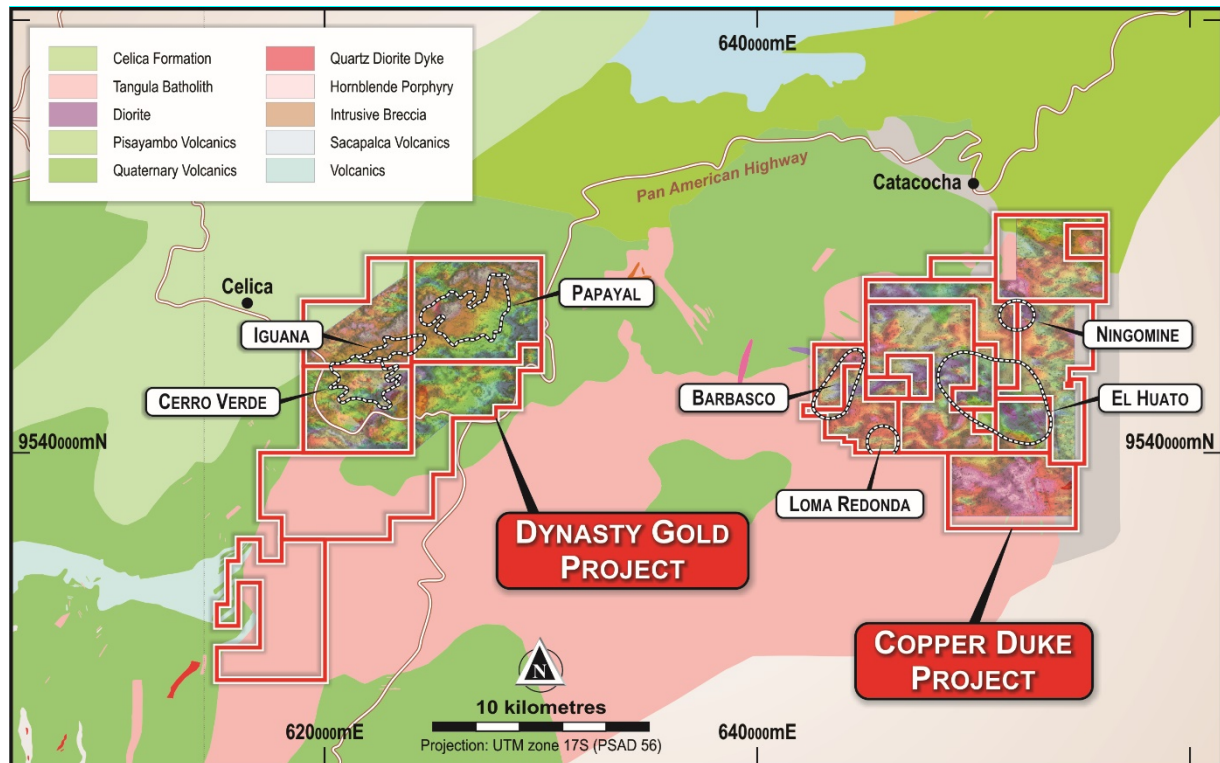 640000mE
Celica Formation
Tangula Batholith
Diorite
Pisayambo Volcanics
Quaternary Volcanics
Quartz Diorite Dyke
Hornblende Porphyry
Intrusive Breccia
Sacapalca Volcanics
Volcanics
Pan American Highway
Catacocha
Celica
PAPAYAL
IGUANA
NINGOMINE
CERRO VERDE
BARBASCO
EL HUATO
9540000mN
9540000mN
LOMA REDONDA
DYNASTY GOLD
PROJECT
COPPER DUKE
PROJECT
N
10 kilometres
620000mE
640000mE
Projection: UTM zone 17S (PSAD 56)